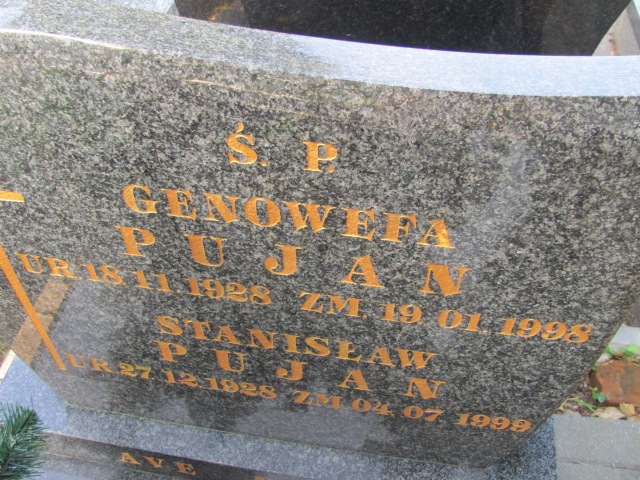 Ś. P.
GENOWEFA
PUJAN
UR. 18.11.1928 ZM. 19.01.1998
STANISŁAW
PUJAN
UR. 27.12.1928 ZM. 04.07.1999
AVE